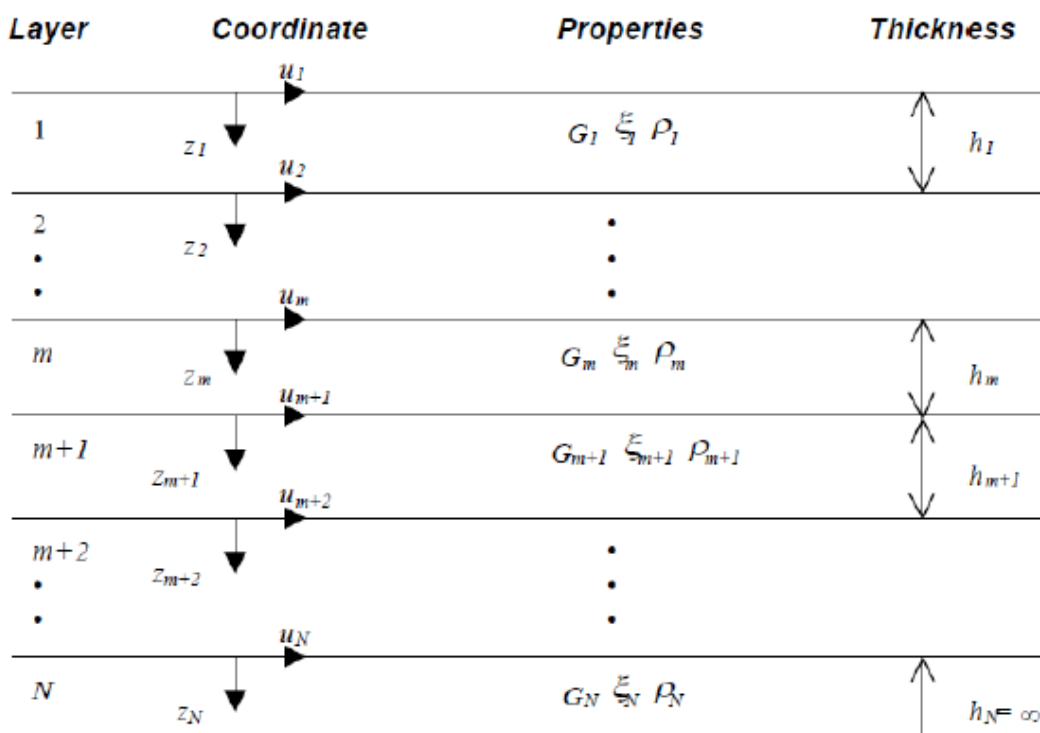 Layer Coordinate Properties Thickness
u1
1 z1 G1 ξ1 ρ1 h1
u2
2 z2
um
m zm Gm ξm ρm hm
um+1
m+1 zm+1 Gm+1 ξm+1 ρm+1 hm+1
um+2
m+2 zm+2
uN
N zN GN ξN ρN hN= ∞